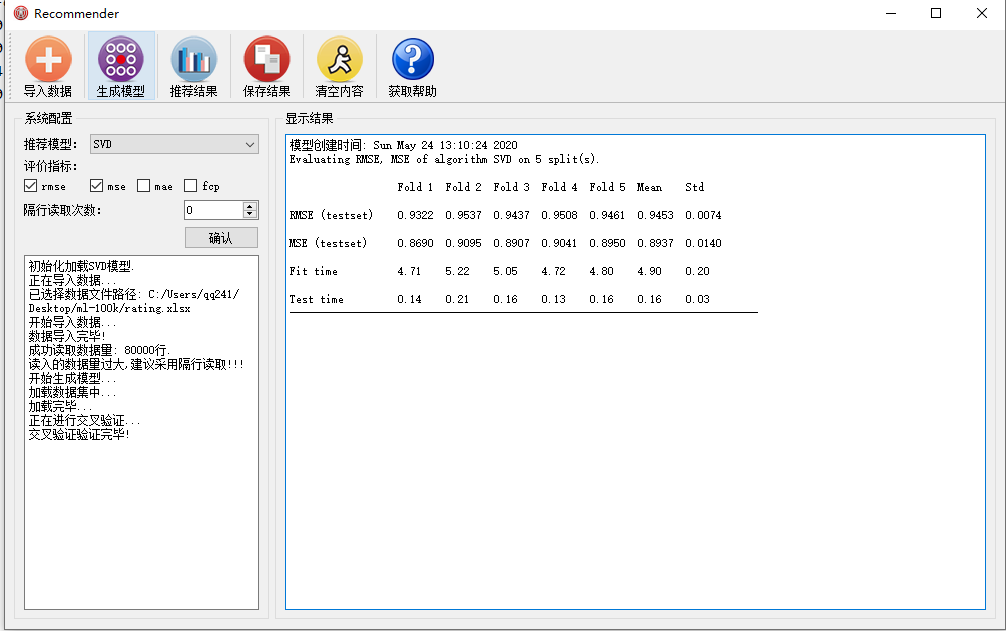 Recommender
导入数据 生成模型 推荐结果 保存结果 清空内容 获取帮助
系统配置
推荐模型: SVD
评价指标:
rmse mse mae fcp
隔行读取次数: 0
确认
初始化加载SVD模型.
正在导入数据...
已选择数据文件路径: C:/Users/qq241/
Desktop/ml-100k/rating.xlsx
开始导入数据...
数据导入完毕!
成功读取数据量: 80000行.
读入的数据量过大,建议采用隔行读取!!!
开始生成模型...
加载数据集中...
加载完毕...
正在进行交叉验证...
交叉验证验证完毕!
显示结果
模型创建时间: Sun May 24 13:10:24 2020
Evaluating RMSE, MSE of algorithm SVD on 5 split(s).
Fold 1 Fold 2 Fold 3 Fold 4 Fold 5 Mean Std
RMSE (testset) 0.9322 0.9537 0.9437 0.9508 0.9461 0.9453 0.0074
MSE (testset) 0.8690 0.9095 0.8907 0.9041 0.8950 0.8937 0.0140
Fit time 4.71 5.22 5.05 4.72 4.80 4.90 0.20
Test time 0.14 0.21 0.16 0.13 0.16 0.16 0.03